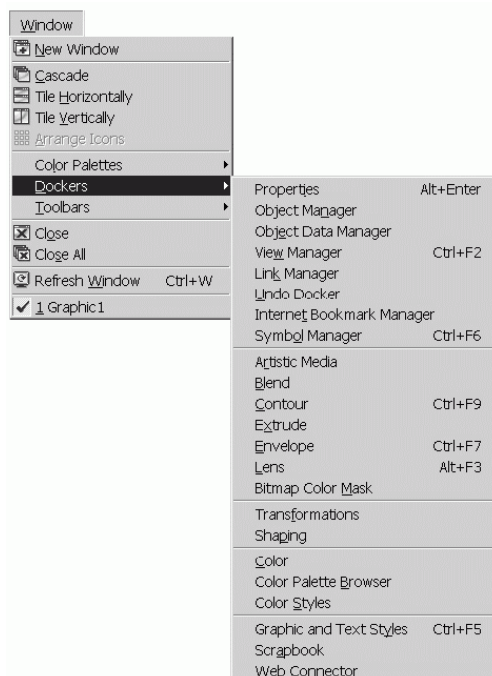 Window
New Window
Cascade
Tile Horizontally
Tile Vertically
Arrange Icons
Color Palettes
Dockers
Toolbars
Close
Close All
Refresh Window Ctrl+W
1 Graphic1
Properties Alt+Enter
Object Manager
Object Data Manager
View Manager Ctrl+F2
Link Manager
Undo Docker
Internet Bookmark Manager
Symbol Manager Ctrl+F6
Artistic Media
Blend
Contour Ctrl+F9
Extrude
Envelope Ctrl+F7
Lens Alt+F3
Bitmap Color Mask
Transformations
Shaping
Color
Color Palette Browser
Color Styles
Graphic and Text Styles Ctrl+F5
Scrapbook
Web Connector